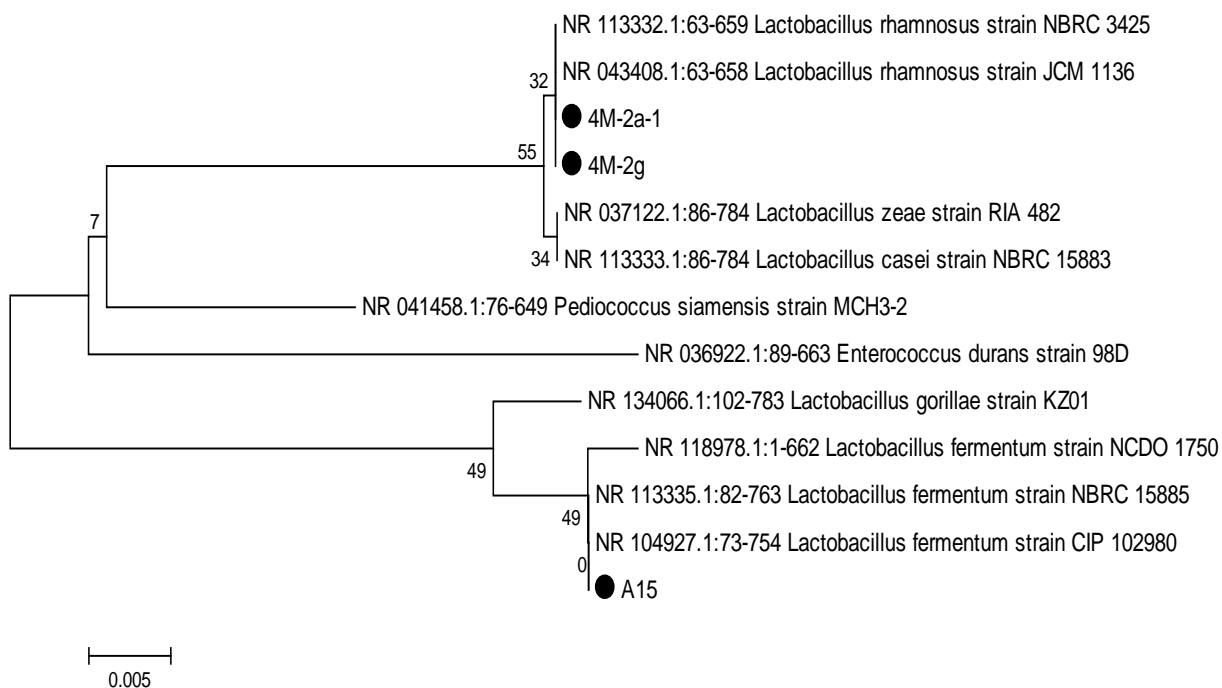 NR 113332.1:63-659 Lactobacillus rhamnosus strain NBRC 3425
NR 043408.1:63-658 Lactobacillus rhamnosus strain JCM 1136
32
4M-2a-1
55
4M-2g
NR 037122.1:86-784 Lactobacillus zeae strain RIA 482
7
34
NR 113333.1:86-784 Lactobacillus casei strain NBRC 15883
NR 041458.1:76-649 Pediococcus siamensis strain MCH3-2
NR 036922.1:89-663 Enterococcus durans strain 98D
NR 134066.1:102-783 Lactobacillus gorillae strain KZ01
NR 118978.1:1-662 Lactobacillus fermentum strain NCDO 1750
49
NR 113335.1:82-763 Lactobacillus fermentum strain NBRC 15885
49
NR 104927.1:73-754 Lactobacillus fermentum strain CIP 102980
0
A15
0.005